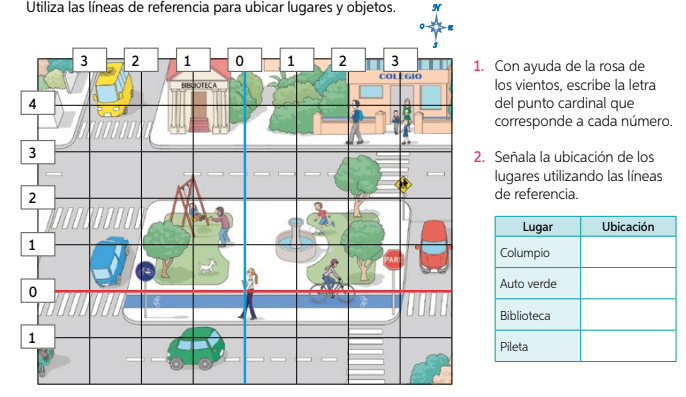 Utiliza las líneas de referencia para ubicar lugares y objetos.
N
O E
S
3 2 1 0 1 2 3
4
3
2
1
0
1
BIBLIOTECA
COLEGIO
PARE
1. Con ayuda de la rosa de
los vientos, escribe la letra
del punto cardinal que
corresponde a cada número.
2. Señala la ubicación de los
lugares utilizando las líneas
de referencia.
Lugar Ubicación
Columpio
Auto verde
Biblioteca
Pileta